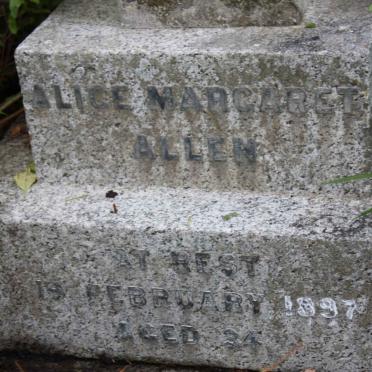 ALICE MARGARET
ALLEN
AT REST
19 FEBRUARY 1897
AGED 34